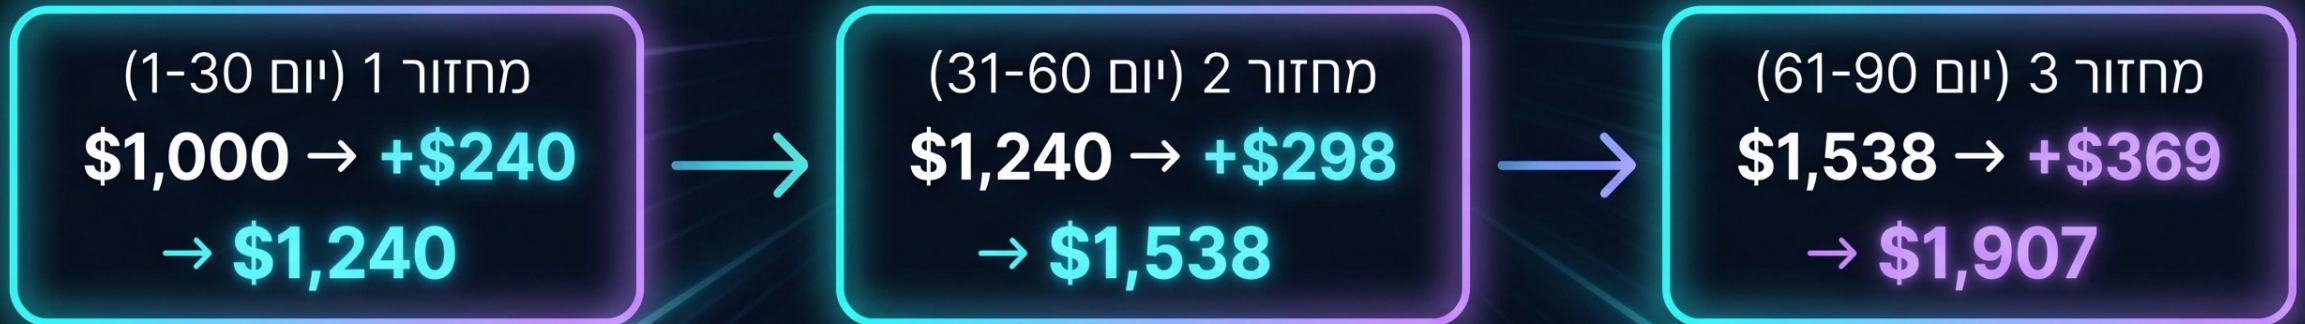 מחזור 1 (יום 1-30)
$1,000 → +$240
→ $1,240
מחזור 2 (יום 31-60)
$1,240 → +$298
→ $1,538
מחזור 3 (יום 61-90)
$1,538 → +$369
→ $1,907